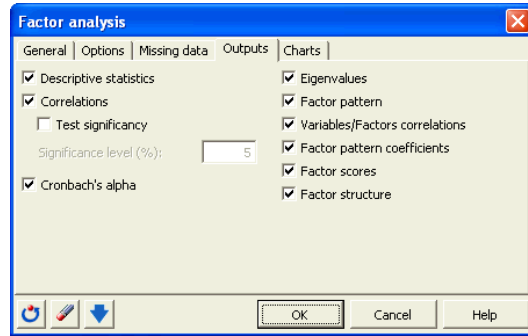 Factor analysis
General
Options
Missing data
Outputs
Charts
Descriptive statistics
Correlations
Test significancy
Significance level (%):
5
Cronbach's alpha
Eigenvalues
Factor pattern
Variables/Factors correlations
Factor pattern coefficients
Factor scores
Factor structure
OK
Cancel
Help